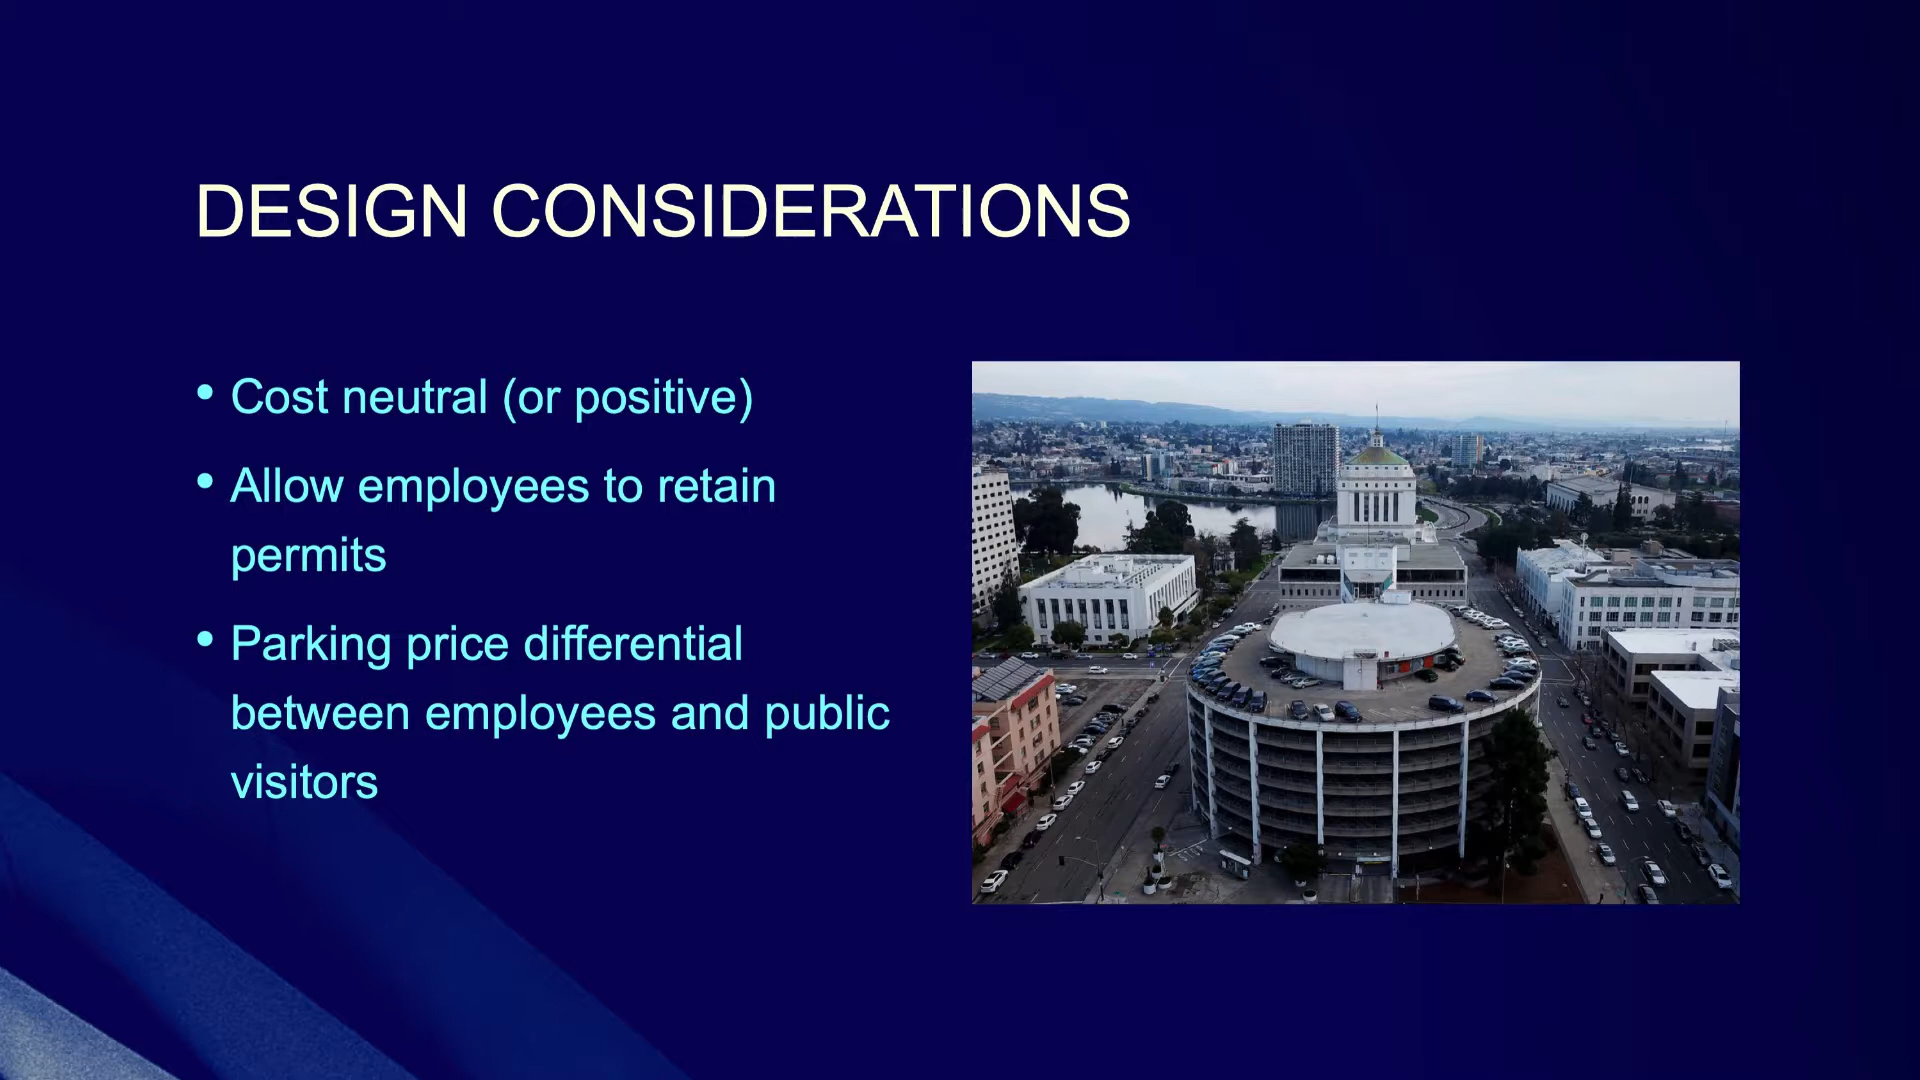 DESIGN CONSIDERATIONS
• Cost neutral (or positive)
• Allow employees to retain
permits
• Parking price differential
between employees and public
visitors